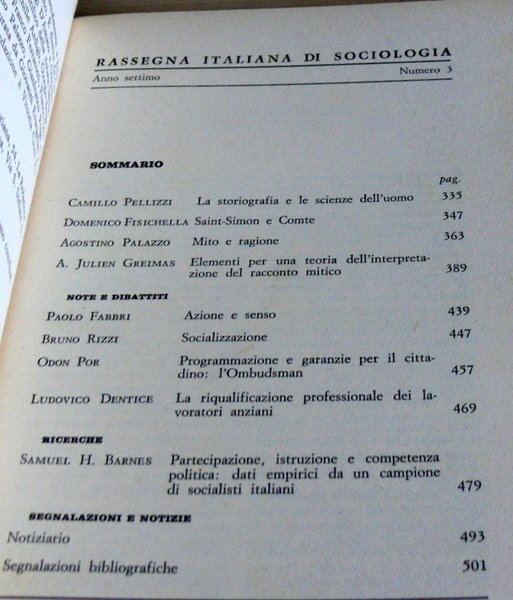 RASSEGNA ITALIANA DI SOCIOLOGIA
Anno settimo Numero 3
SOMMARIO
pag.
CAMILLO PELLIZZI La storiografia e le scienze dell'uomo 335
DOMENICO FISICHELLA Saint-Simon e Comte 347
AGOSTINO PALAZZO Mito e ragione 363
A. JULIEN GREIMAS Elementi per una teoria dell'interpreta-
zione del racconto mitico 389
NOTE E DIBATTITI
PAOLO FABBRI Azione e senso 439
BRUNO RIZZI Socializzazione 447
ODON POR Programmazione e garanzie per il citta-
dino: l'Ombudsman 457
LUDOVICO DENTICE La riqualificazione professionale dei la-
voratori anziani 469
RICERCHE
SAMUEL H. BARNES Partecipazione, istruzione e competenza
politica: dati empirici da un campione
di socialisti italiani 479
SEGNALAZIONI E NOTIZIE
Notiziario 493
Segnalazioni bibliografiche 501